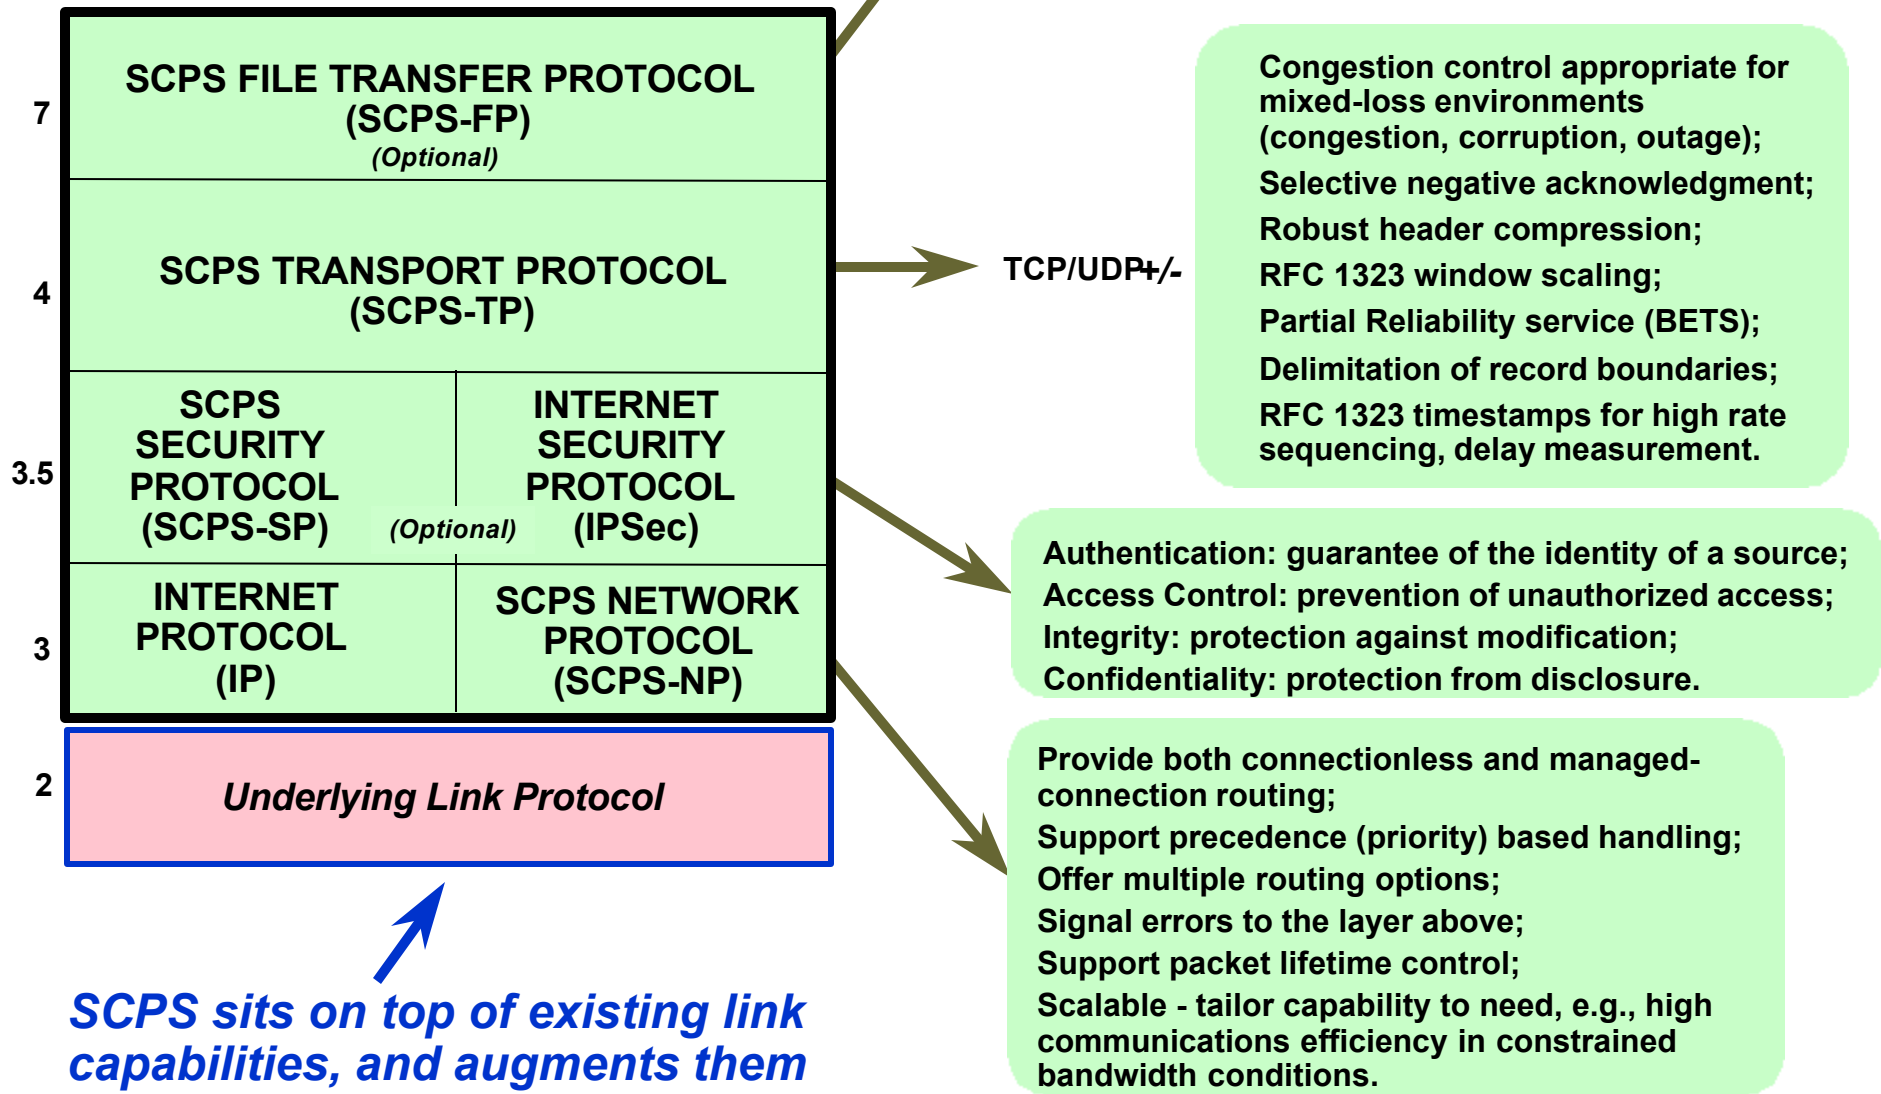 7
SCPS FILE TRANSFER PROTOCOL
(SCPS-FP)
(Optional)
4
SCPS TRANSPORT PROTOCOL
(SCPS-TP)
3.5
SCPS
SECURITY
PROTOCOL
(SCPS-SP)
(Optional)
INTERNET
SECURITY
PROTOCOL
(IPSec)
3
INTERNET
PROTOCOL
(IP)
SCPS NETWORK
PROTOCOL
(SCPS-NP)
2
Underlying Link Protocol
SCPS sits on top of existing link
capabilities, and augments them
TCP/UDP+/-
Congestion control appropriate for
mixed-loss environments
(congestion, corruption, outage);
Selective negative acknowledgment;
Robust header compression;
RFC 1323 window scaling;
Partial Reliability service (BETS);
Delimitation of record boundaries;
RFC 1323 timestamps for high rate
sequencing, delay measurement.
Authentication: guarantee of the identity of a source;
Access Control: prevention of unauthorized access;
Integrity: protection against modification;
Confidentiality: protection from disclosure.
Provide both connectionless and managed-
connection routing;
Support precedence (priority) based handling;
Offer multiple routing options;
Signal errors to the layer above;
Support packet lifetime control;
Scalable - tailor capability to need, e.g., high
communications efficiency in constrained
bandwidth conditions.